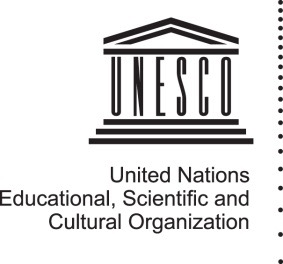 UNESCO
United Nations
Educational, Scientific and
Cultural Organization